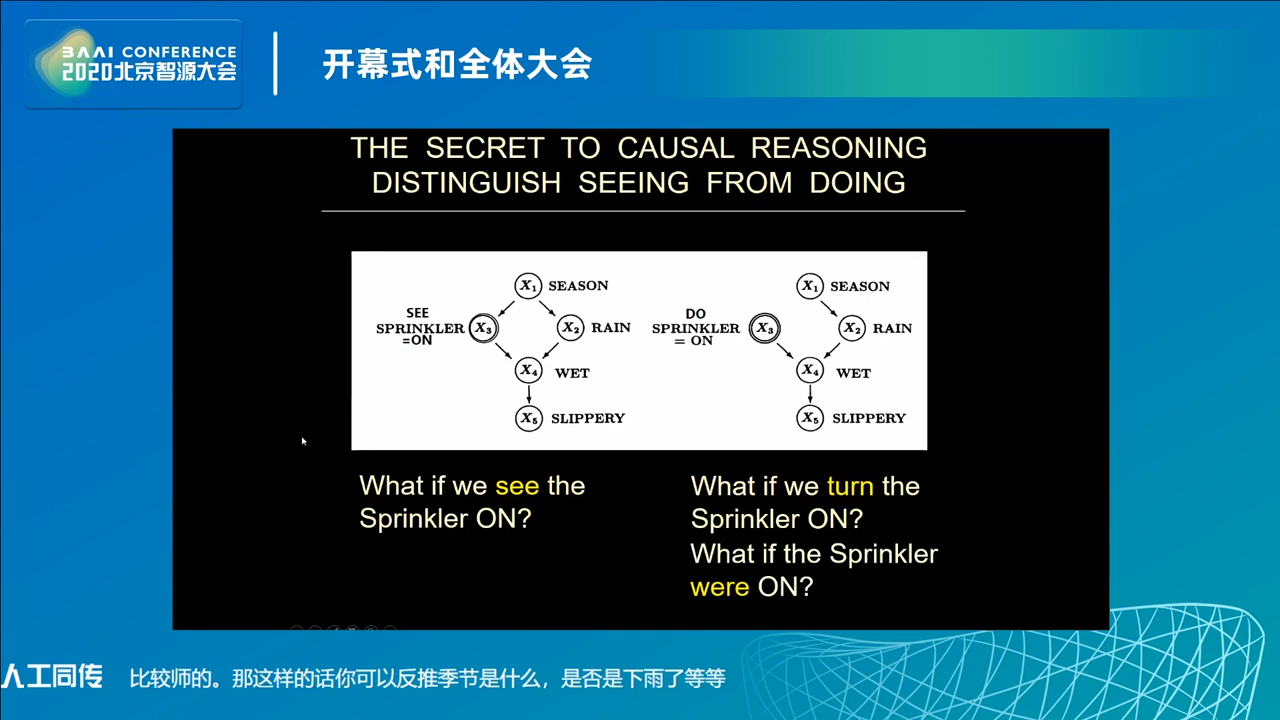 BAAI CONFERENCE
2020北京智源大会
开幕式和全体大会
THE SECRET TO CAUSAL REASONING
DISTINGUISH SEEING FROM DOING
X1 SEASON
SEE
SPRINKLER X3
=ON
X2 RAIN
X4 WET
X5 SLIPPERY
X1 SEASON
DO
SPRINKLER X3
= ON
X2 RAIN
X4 WET
X5 SLIPPERY
What if we see the
Sprinkler ON?
What if we turn the
Sprinkler ON?
What if the Sprinkler
were ON?
人工同传 比较师的。那这样的话你可以反推季节是什么，是否是下雨了等等